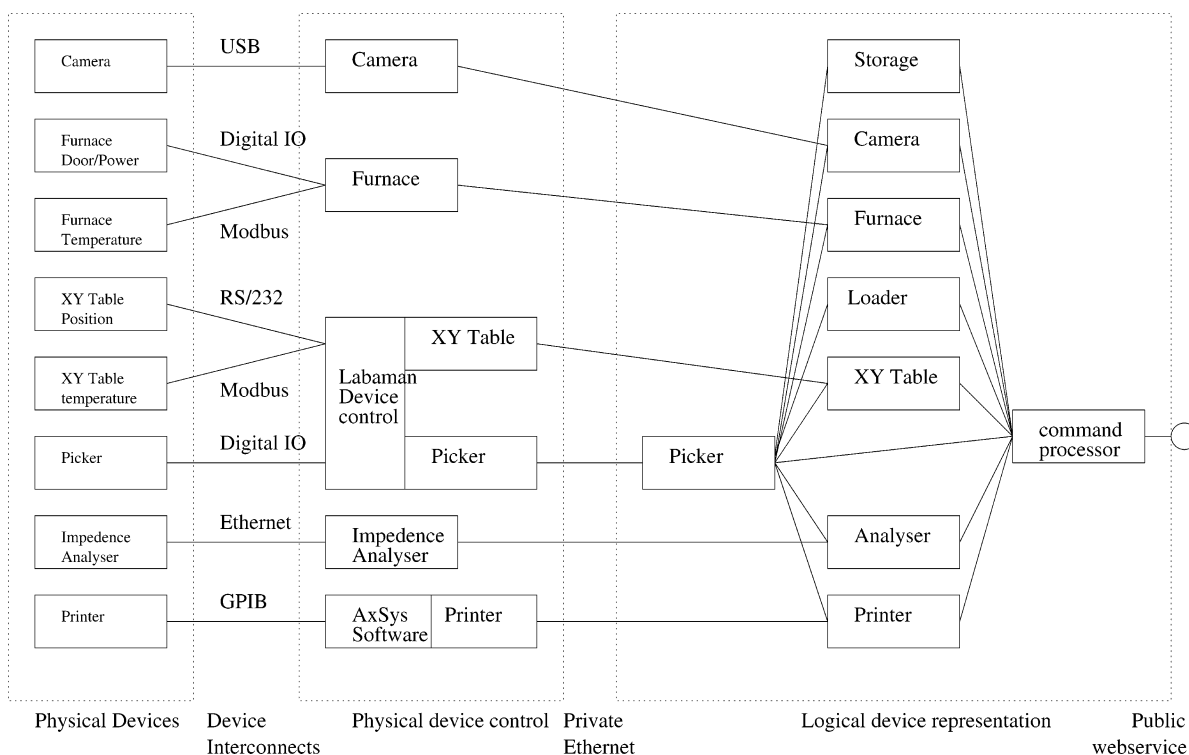 USB
Camera
Camera
Storage
Furnace
Door/Power
Digital IO
Furnace
Camera
Furnace
Temperature
Modbus
Furnace
XY Table
Position
RS/232
Loader
XY Table
temperature
Modbus
Labaman
Device
control
XY Table
XY Table
Picker
Digital IO
Picker
Picker
command
processor
Impedence
Analyser
Ethernet
Impedence
Analyser
Analyser
Printer
GPIB
AxSys
Software
Printer
Printer
Physical Devices
Device
Interconnects
Physical device control
Private
Ethernet
Logical device representation
Public
webservice